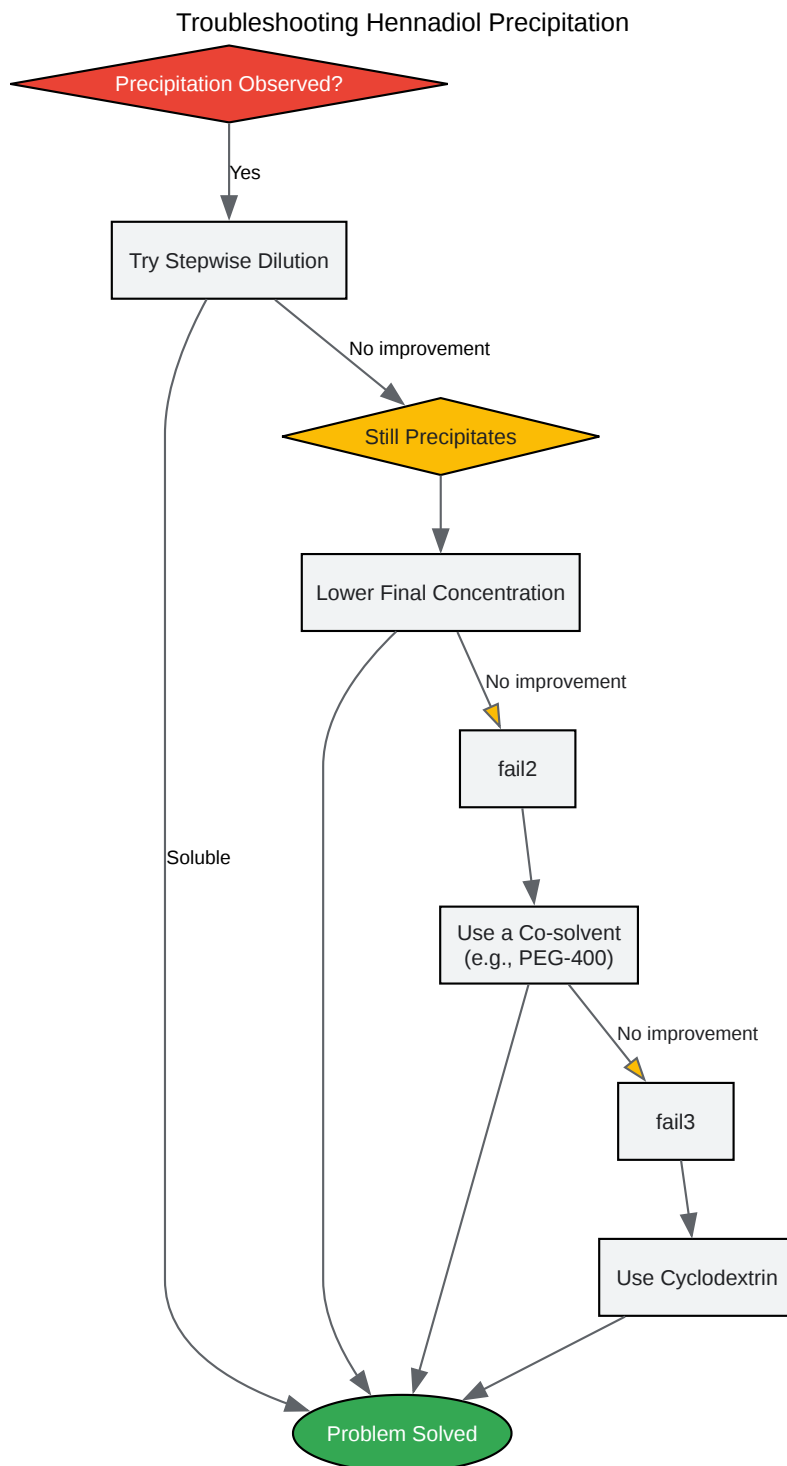 Troubleshooting Hennadiol Precipitation
Precipitation Observed?
Yes
Try Stepwise Dilution
No improvement
Still Precipitates
Lower Final Concentration
No improvement
fail2
Soluble
Use a Co-solvent
(e.g., PEG-400)
No improvement
fail3
Use Cyclodextrin
Problem Solved